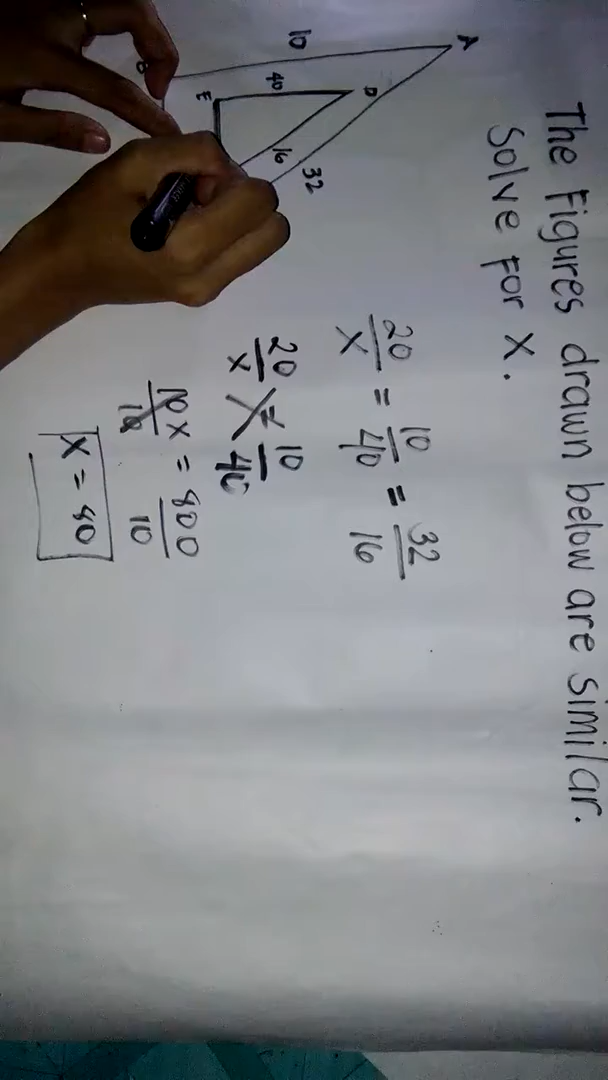 The Figures drawn below are similar.
Solve for x.
A
10
32
D
40
16
E
B
20/x = 10/40 = 32/16
20/x = 10/40
10x/10 = 800/10
x = 80